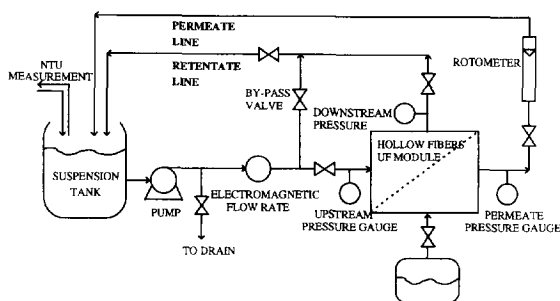 PERMEATE
LINE
NTU
MEASUREMENT
RETENTATE
LINE
ROTOMETER
BY-PASS
VALVE
DOWNSTREAM
PRESSURE
HOLLOW FIBERS
UF MODULE
SUSPENSION
TANK
ELECTROMAGNETIC
FLOW RATE
PUMP
UPSTREAM
PRESSURE GAUGE
PERMEATE
PRESSURE GAUGE
TO DRAIN